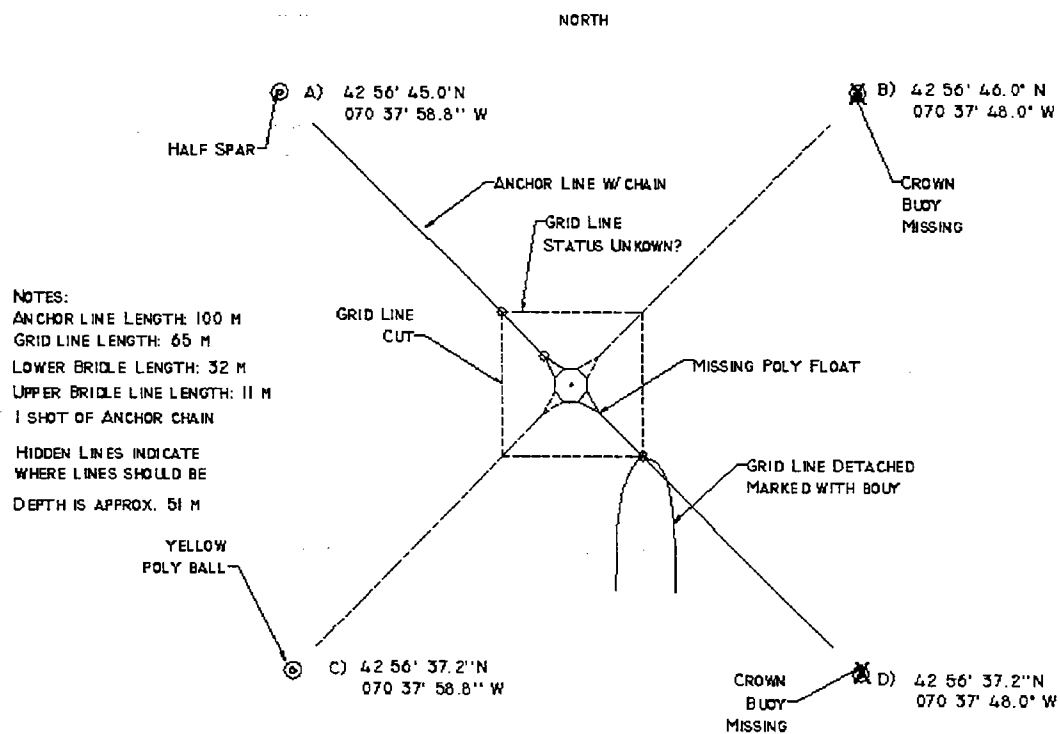 NORTH
A) 42 56' 45.0'N
070 37' 58.8'' W
B) 42 56' 46.0" N
070 37' 48.0" W
HALF SPAR
ANCHOR LINE W/ CHAIN
CROWN
BUOY
MISSING
GRID LINE
STATUS UNKOWN?
NOTES:
ANCHOR LINE LENGTH: 100 M
GRID LINE LENGTH: 65 M
LOWER BRIDLE LENGTH: 32 M
UPPER BRIDLE LINE LENGTH: 11 M
1 SHOT OF ANCHOR CHAIN
HIDDEN LINES INDICATE
WHERE LINES SHOULD BE
DEPTH IS APPROX. 51 M
GRID LINE
CUT
MISSING POLY FLOAT
GRID LINE DETACHED
MARKED WITH BOUY
YELLOW
POLY BALL
C) 42 56' 37.2''N
070 37' 58.8'' W
CROWN
BUOY
MISSING
D) 42 56' 37.2''N
070 37' 48.0" W